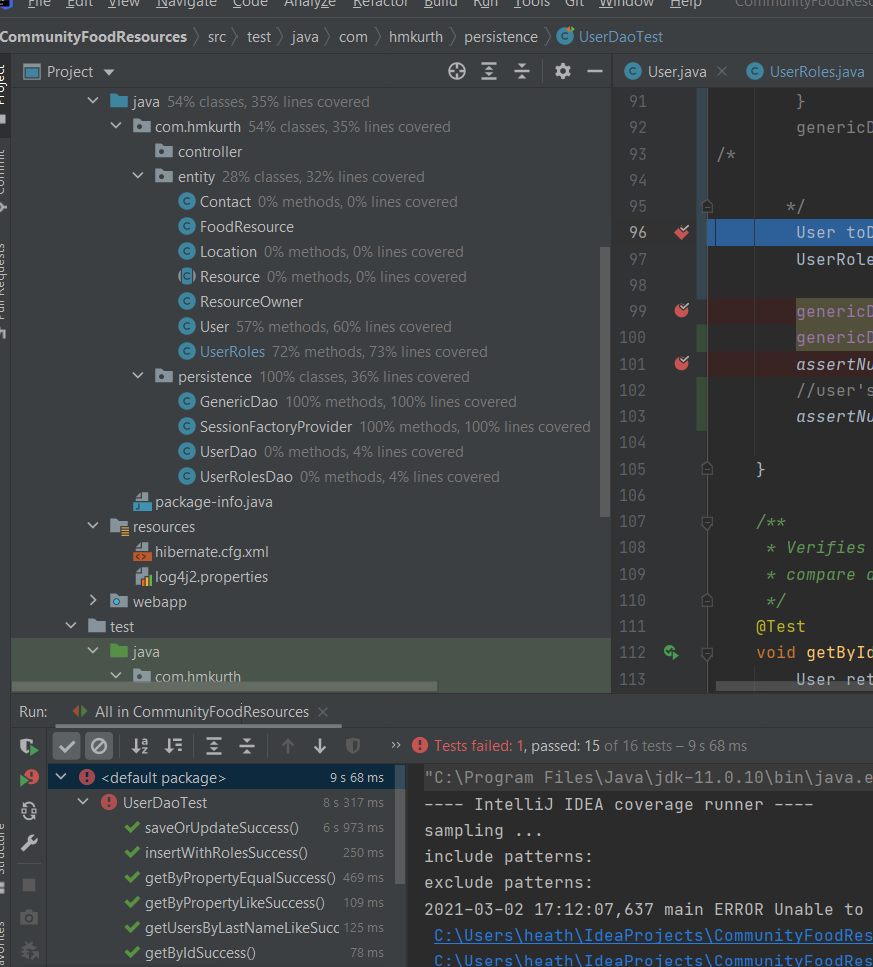 File Edit View Navigate Code Analyze Refactor Build Run Tools Git Window Help
CommunityFoodResources src test java com hmkurth persistence UserDaoTest
Project
User.java UserRoles.java
java 54% classes, 35% lines covered
com.hmkurth 54% classes, 35% lines covered
controller
entity 28% classes, 32% lines covered
Contact 0% methods, 0% lines covered
FoodResource
Location 0% methods, 0% lines covered
Resource 0% methods, 0% lines covered
ResourceOwner
User 57% methods, 60% lines covered
UserRoles 72% methods, 73% lines covered
persistence 100% classes, 36% lines covered
GenericDao 100% methods, 100% lines covered
SessionFactoryProvider 100% methods, 100% lines covered
UserDao 0% methods, 4% lines covered
UserRolesDao 0% methods, 4% lines covered
package-info.java
resources
hibernate.cfg.xml
log4j2.properties
webapp
test
java
com.hmkurth
91 }
92 genericD
93 /*
94
95 */
96 User toD
97 UserRole
98
99 genericD
100 genericD
101 assertNu
102 //user's
103 assertNu
104
105 }
106
107 /**
108 * Verifies
109 * compare a
110 */
111 @Test
112 void getById
113 User ret
Run: All in CommunityFoodResources
Tests failed: 1, passed: 15 of 16 tests – 9 s 68 ms
<default package> 9 s 68 ms
UserDaoTest 8 s 317 ms
saveOrUpdateSuccess() 6 s 973 ms
insertWithRolesSuccess() 250 ms
getByPropertyEqualSuccess() 469 ms
getByPropertyLikeSuccess() 109 ms
getUsersByLastNameLikeSucc 125 ms
getByIdSuccess() 78 ms
"C:\Program Files\Java\jdk-11.0.10\bin\java.e
---- IntelliJ IDEA coverage runner ----
sampling ...
include patterns:
exclude patterns:
2021-03-02 17:12:07,637 main ERROR Unable to
C:\Users\heath\IdeaProjects\CommunityFoodRes
C:\Users\heath\IdeaProjects\CommunityFoodRes
Project
Commit
Pull Requests
Structure